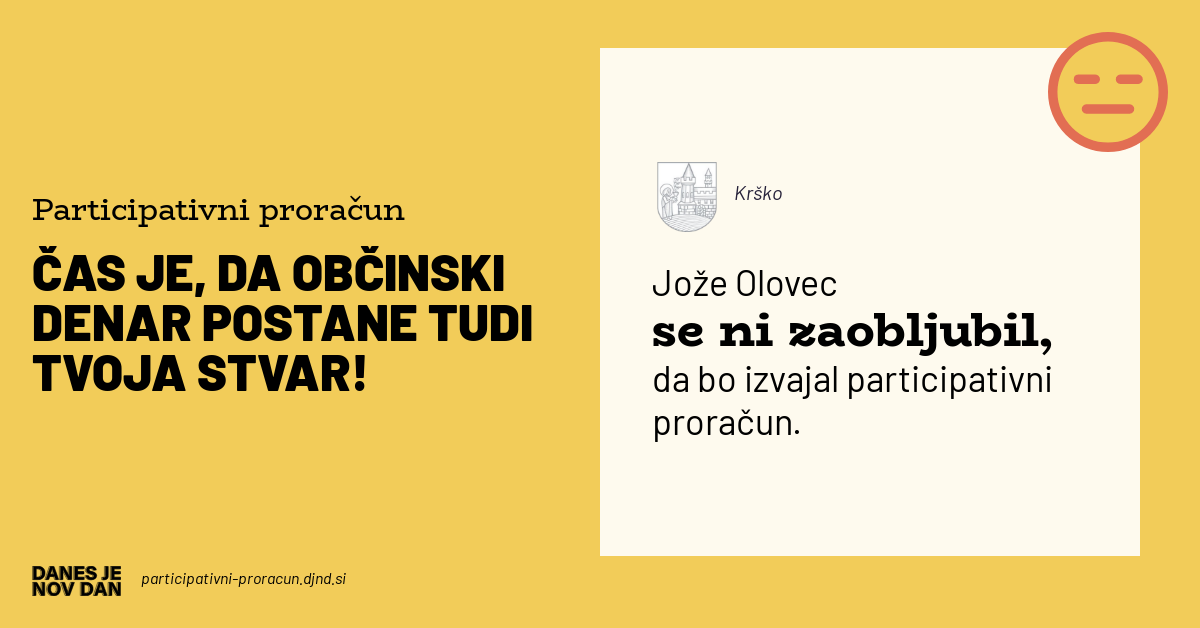 Participativni proračun
ČAS JE, DA OBČINSKI
DENAR POSTANE TUDI
TVOJA STVAR!
DANES JE
NOV DAN
participativni-proracun.djnd.si
Krško
Jože Olovec
se ni zaobljubil,
da bo izvajal participativni
proračun.